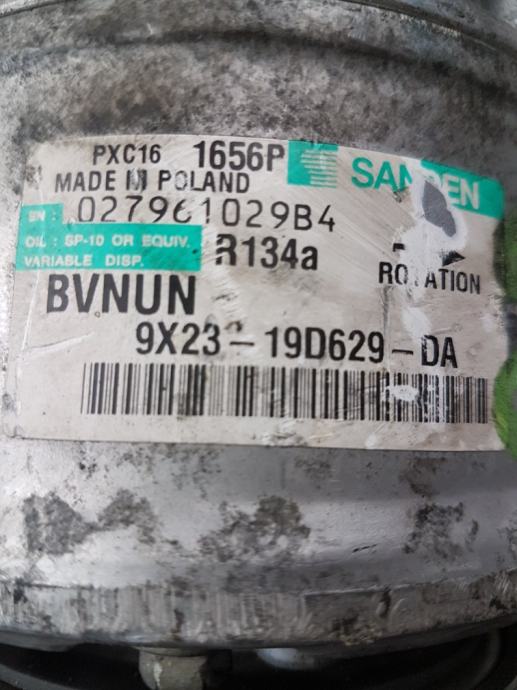 PXC16 1656P SANDEN
MADE IN POLAND
SN: 027961029B4
OIL : SP-10 OR EQUIV. R134a
VARIABLE DISP. ROTATION
BVNUN
9X23-19D629-DA